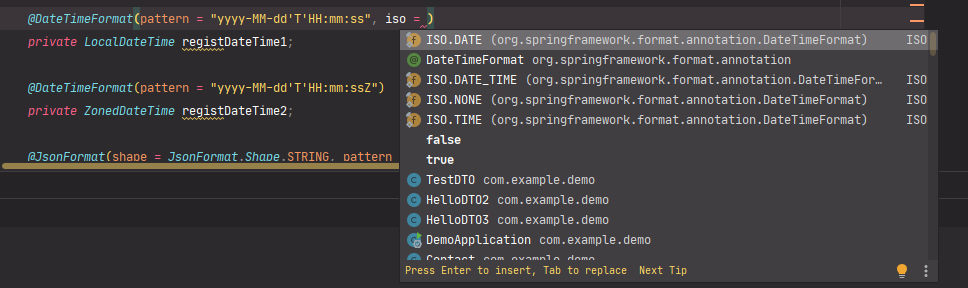 @DateTimeFormat(pattern = "yyyy-MM-dd'T'HH:mm:ss", iso = )
private LocalDateTime registDateTime1;
@DateTimeFormat(pattern = "yyyy-MM-dd'T'HH:mm:ssZ")
private ZonedDateTime registDateTime2;
@JsonFormat(shape = JsonFormat.Shape.STRING, pattern
ISO.DATE (org.springframework.format.annotation.DateTimeFormat) ISO
DateTimeFormat org.springframework.format.annotation
ISO.DATE_TIME (org.springframework.format.annotation.DateTimeFor… ISO
ISO.NONE (org.springframework.format.annotation.DateTimeFormat) ISO
ISO.TIME (org.springframework.format.annotation.DateTimeFormat) ISO
false
true
TestDTO com.example.demo
HelloDTO2 com.example.demo
HelloDTO3 com.example.demo
DemoApplication com.example.demo
Contact com.example.demo
Press Enter to insert, Tab to replace Next Tip